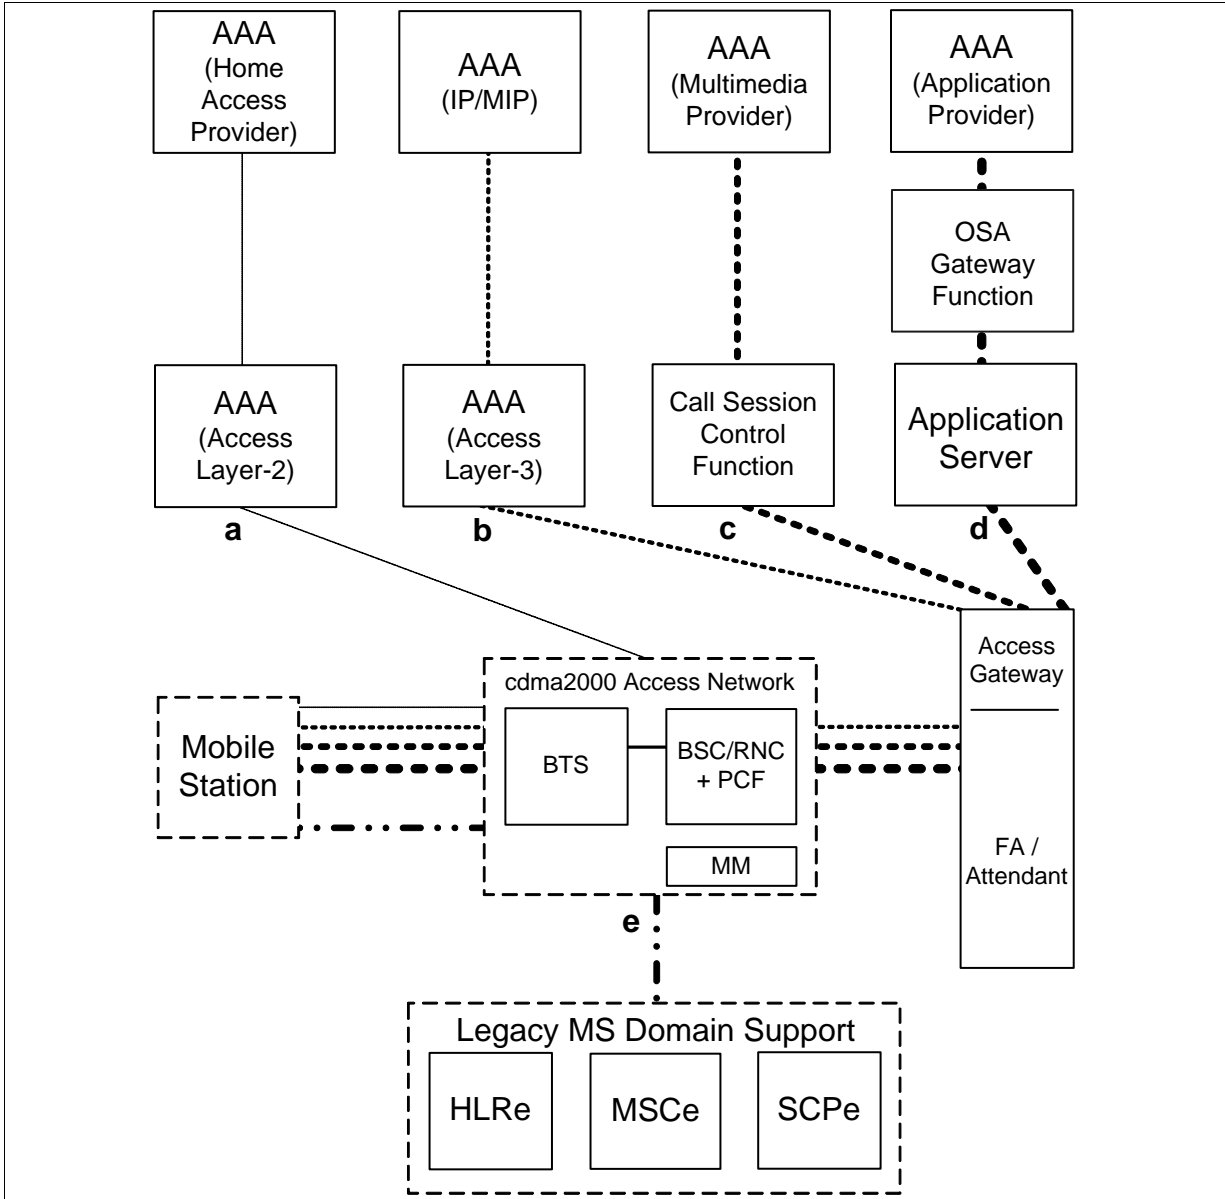 AAA
(Home
Access
Provider)
AAA
(IP/MIP)
AAA
(Multimedia
Provider)
AAA
(Application
Provider)
OSA
Gateway
Function
AAA
(Access
Layer-2)
AAA
(Access
Layer-3)
Call Session
Control
Function
Application
Server
a
b
c
d
Mobile
Station
cdma2000 Access Network
BTS
BSC/RNC
+ PCF
MM
Access
Gateway
FA /
Attendant
e
Legacy MS Domain Support
HLRe
MSCe
SCPe